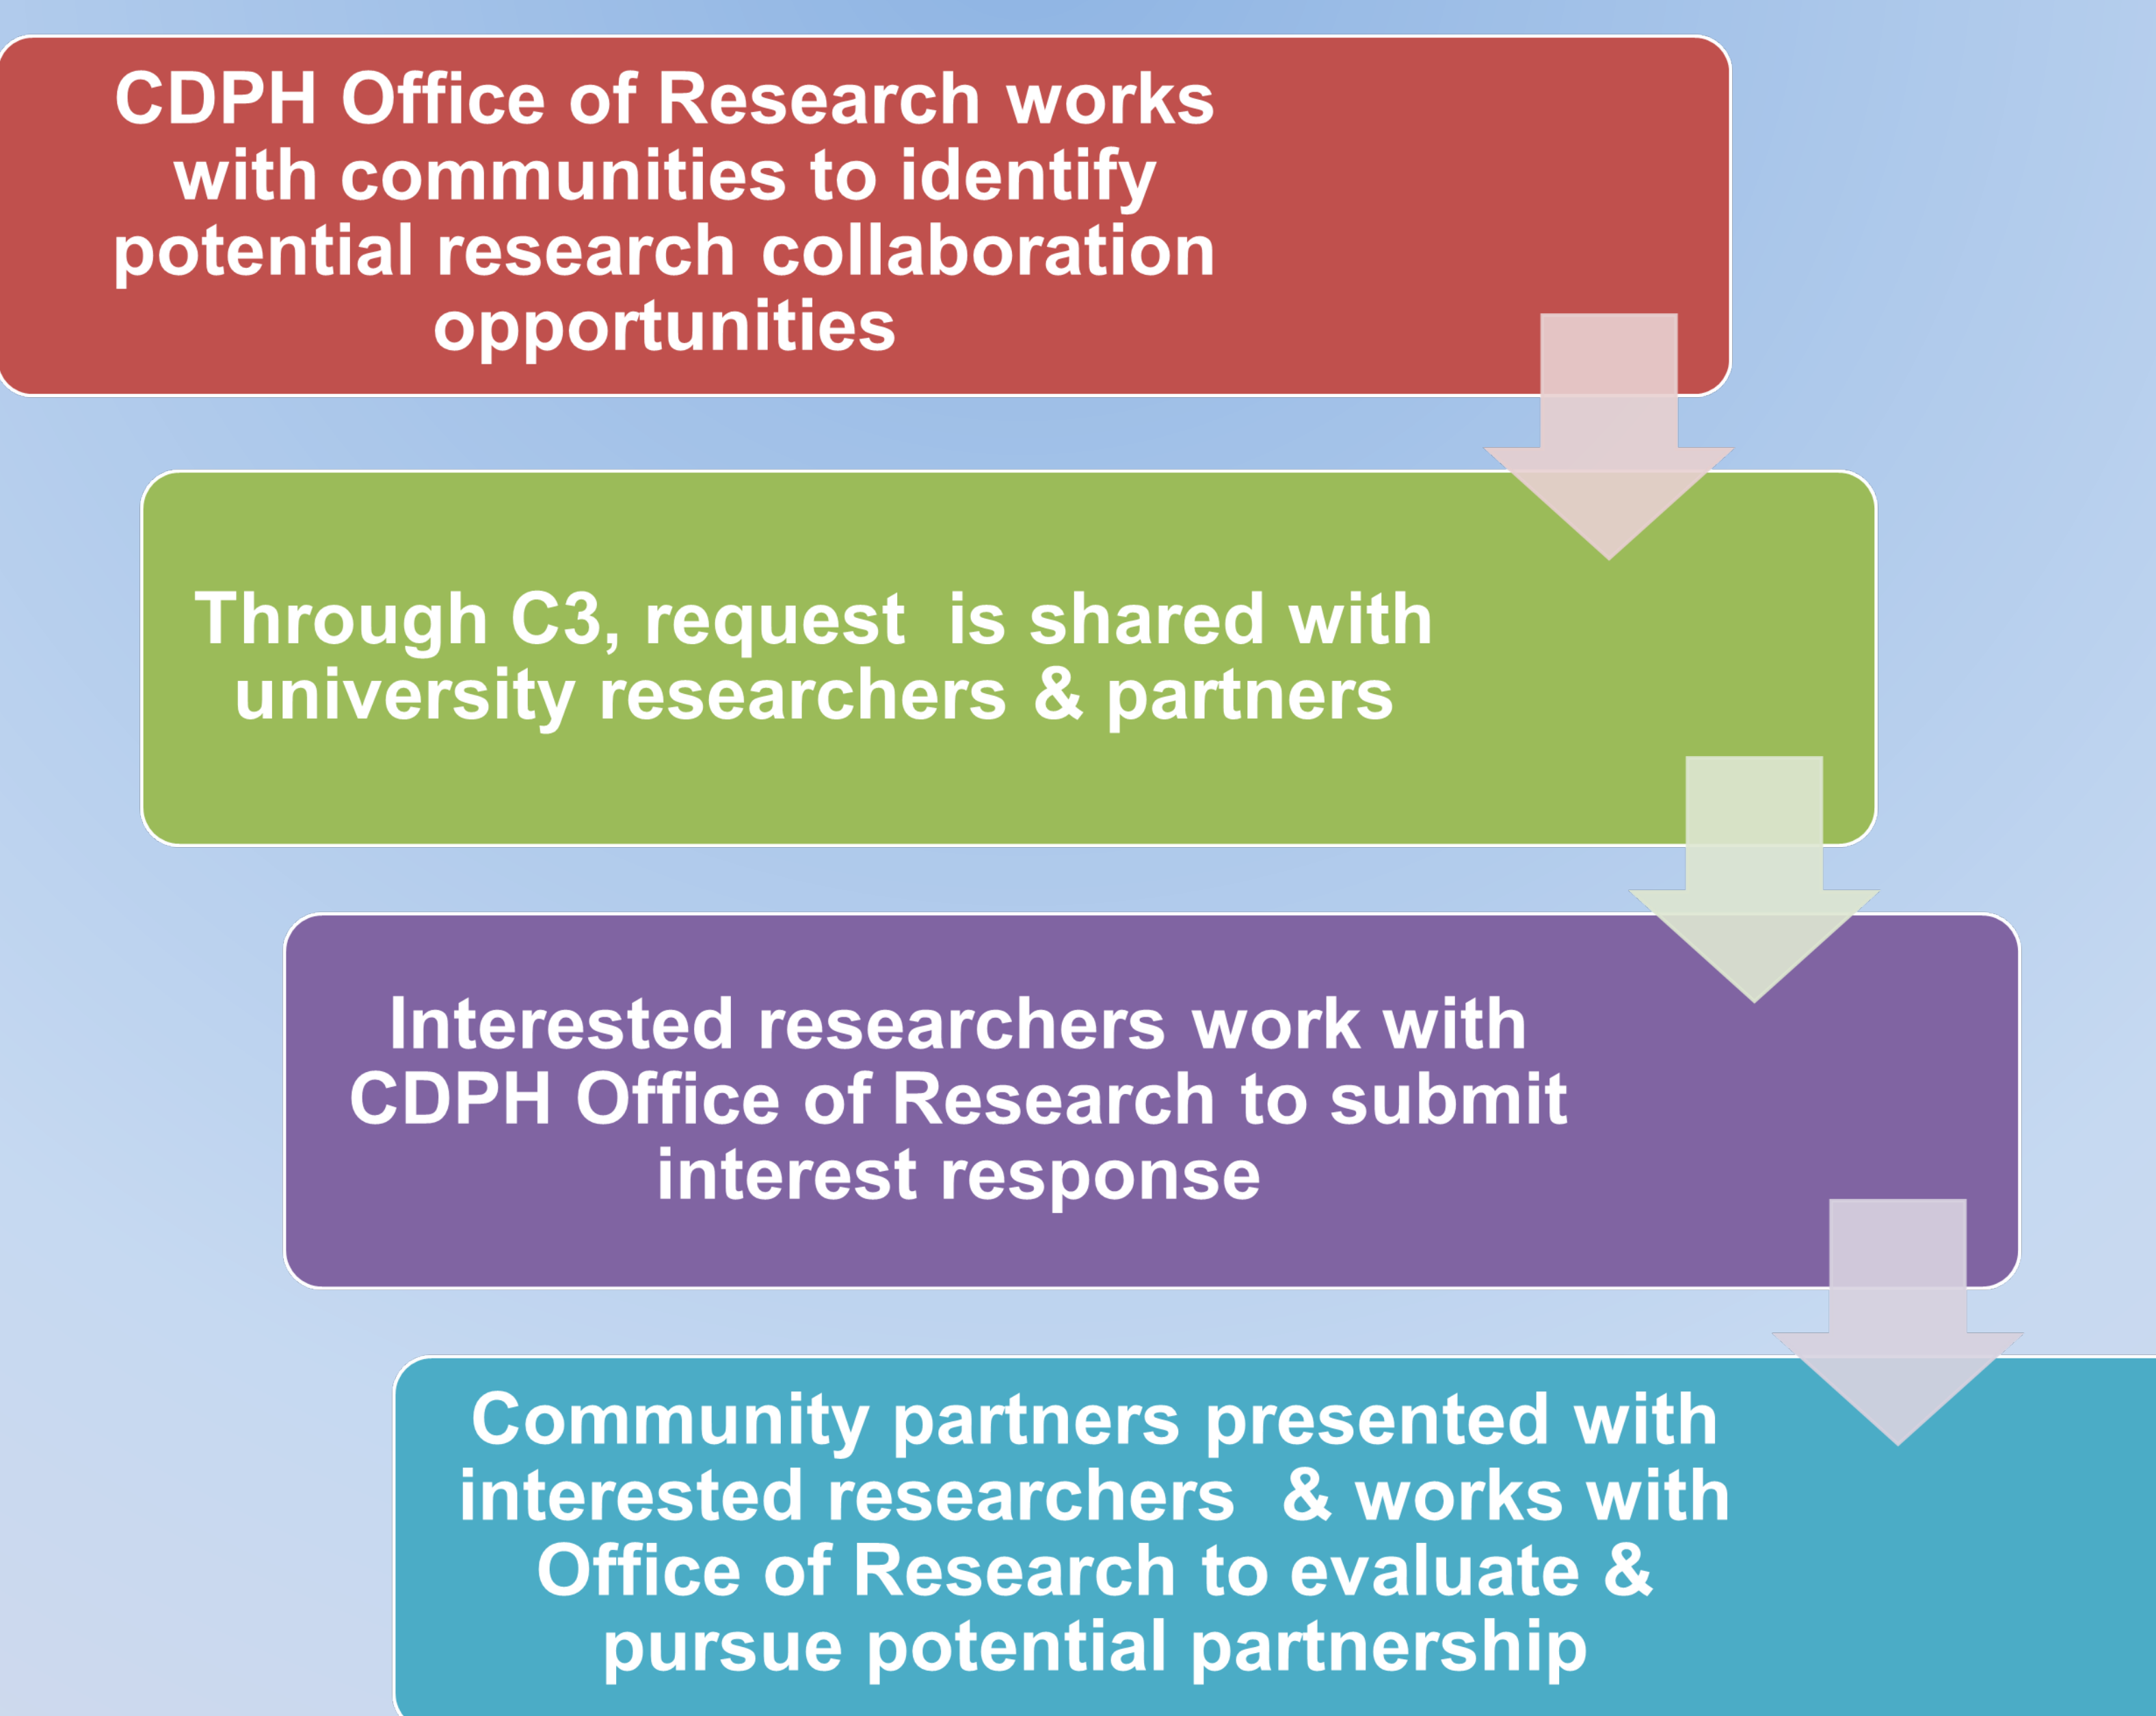 CDPH Office of Research works
with communities to identify
potential research collaboration
opportunities
Through C3, request is shared with
university researchers & partners
Interested researchers work with
CDPH Office of Research to submit
interest response
Community partners presented with
interested researchers & works with
Office of Research to evaluate &
pursue potential partnership